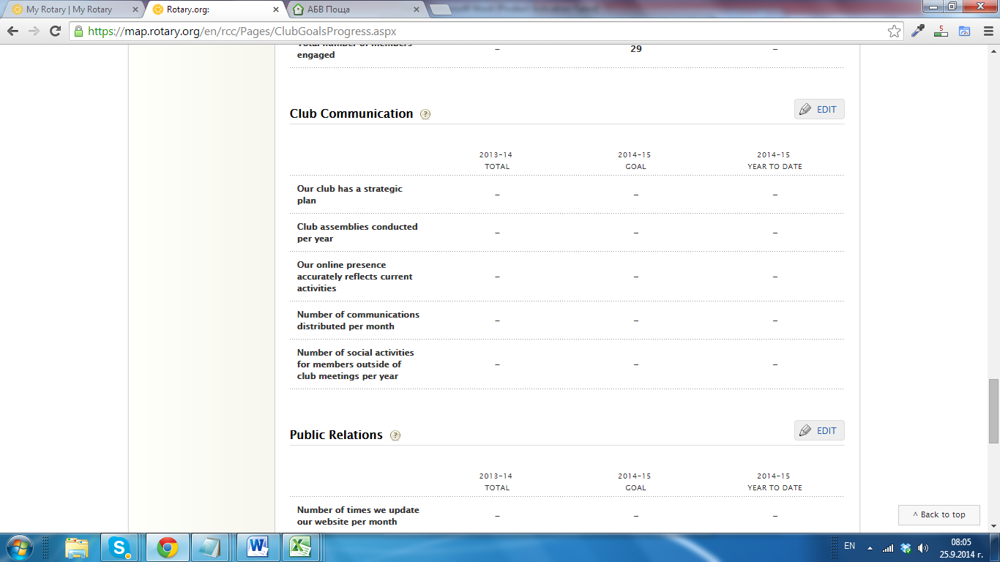 My Rotary | My Rotary
Rotary.org:
АБВ Поща
https://map.rotary.org/en/rcc/Pages/ClubGoalsProgress.aspx
5
Total number of members
engaged
–
29
–
Club Communication ?
EDIT
2013-14
TOTAL
2014-15
GOAL
2014-15
YEAR TO DATE
Our club has a strategic
plan
–
–
–
Club assemblies conducted
per year
–
–
–
Our online presence
accurately reflects current
activities
–
–
–
Number of communications
distributed per month
–
–
–
Number of social activities
for members outside of
club meetings per year
–
–
–
Public Relations ?
EDIT
2013-14
TOTAL
2014-15
GOAL
2014-15
YEAR TO DATE
Number of times we update
our website per month
–
–
–
^ Back to top
EN
08:05
25.9.2014 г.